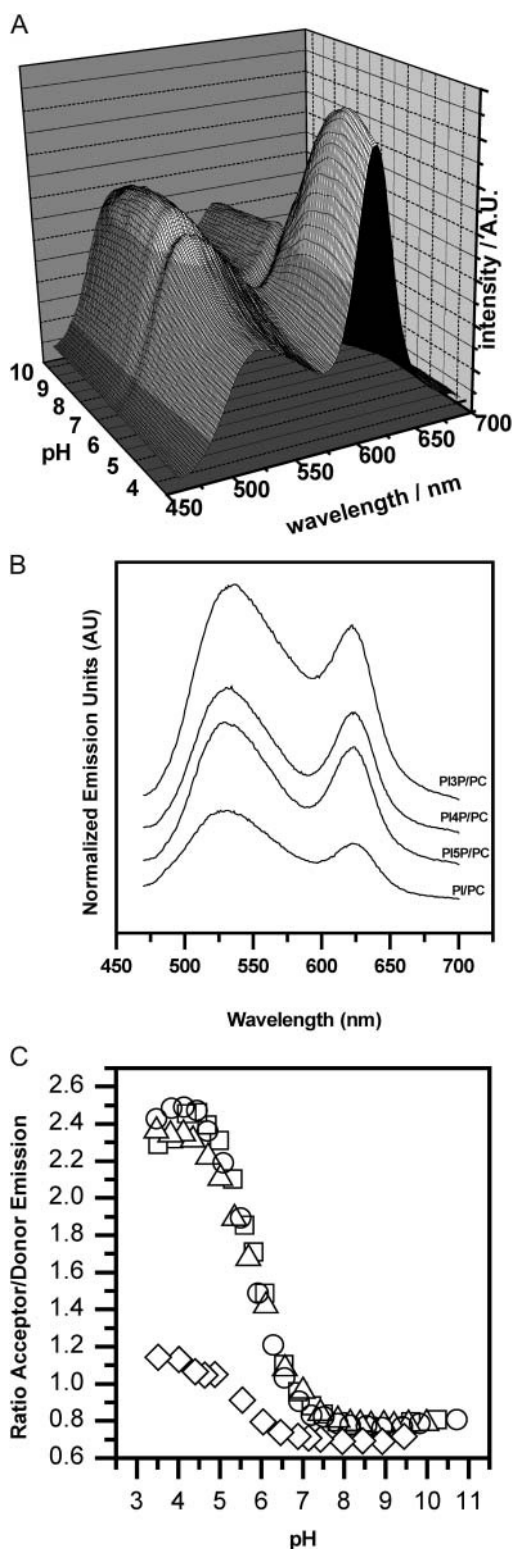 A
intensity / A.U.
10
9
8
7
6
5
4
pH
450
500
550
600
650
700
wavelength / nm
B
Normalized Emission Units (AU)
PI3P/PC
PI4P/PC
PI5P/PC
PI/PC
450 500 550 600 650 700
Wavelength (nm)
C
Ratio Acceptor/Donor Emission
2.6
2.4
2.2
2.0
1.8
1.6
1.4
1.2
1.0
0.8
0.6
3 4 5 6 7 8 9 10 11
pH